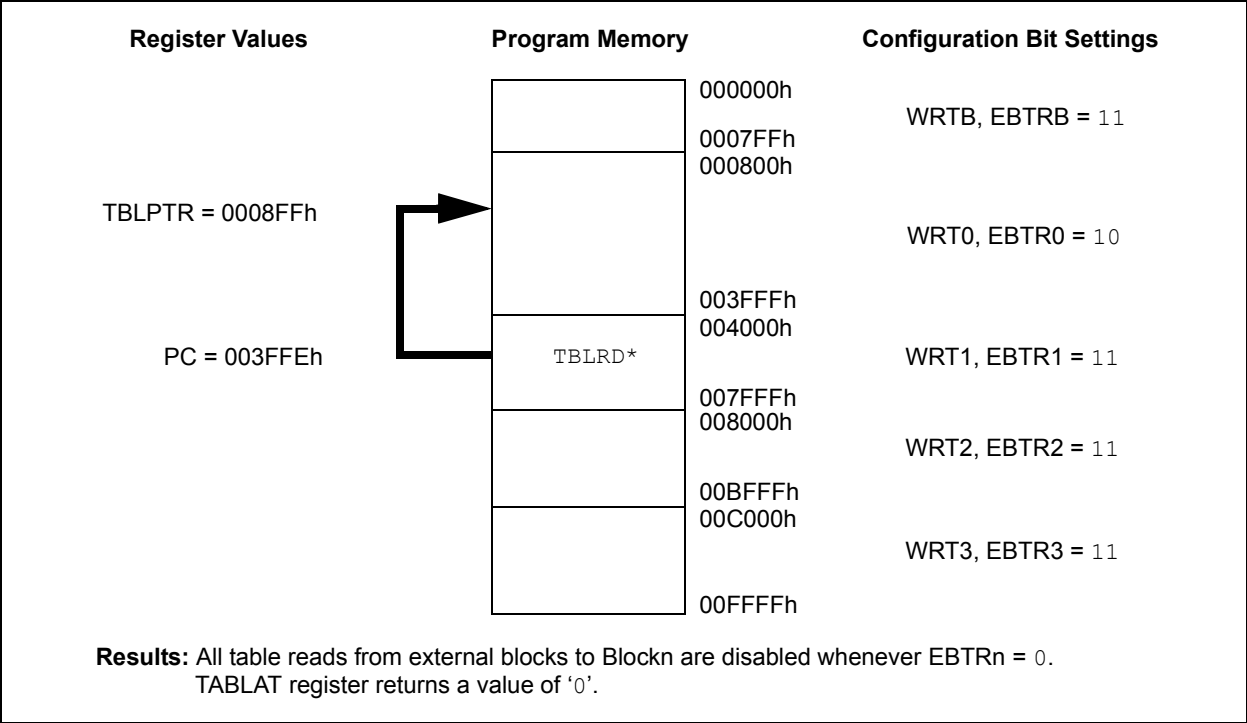 Register Values Program Memory Configuration Bit Settings
000000h
WRTB, EBTRB = 11
0007FFh
000800h
TBLPTR = 0008FFh
WRT0, EBTR0 = 10
003FFFh
004000h
PC = 003FFEh TBLRD* WRT1, EBTR1 = 11
007FFFh
008000h
WRT2, EBTR2 = 11
00BFFFh
00C000h
WRT3, EBTR3 = 11
00FFFFh
Results: All table reads from external blocks to Blockn are disabled whenever EBTRn = 0.
TABLAT register returns a value of ‘0’.